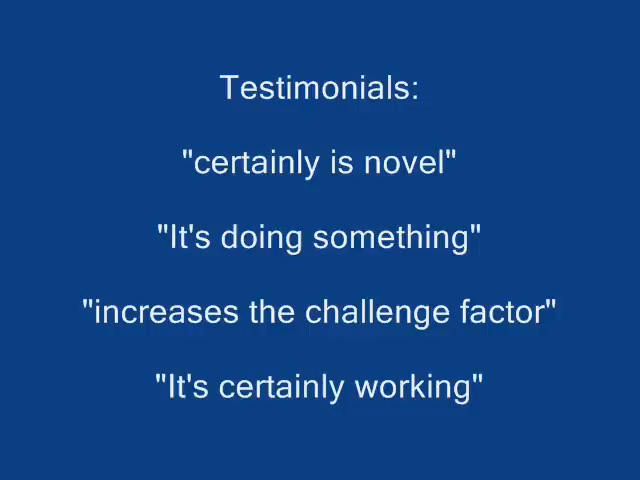 Testimonials:
"certainly is novel"
"It's doing something"
"increases the challenge factor"
"It's certainly working"